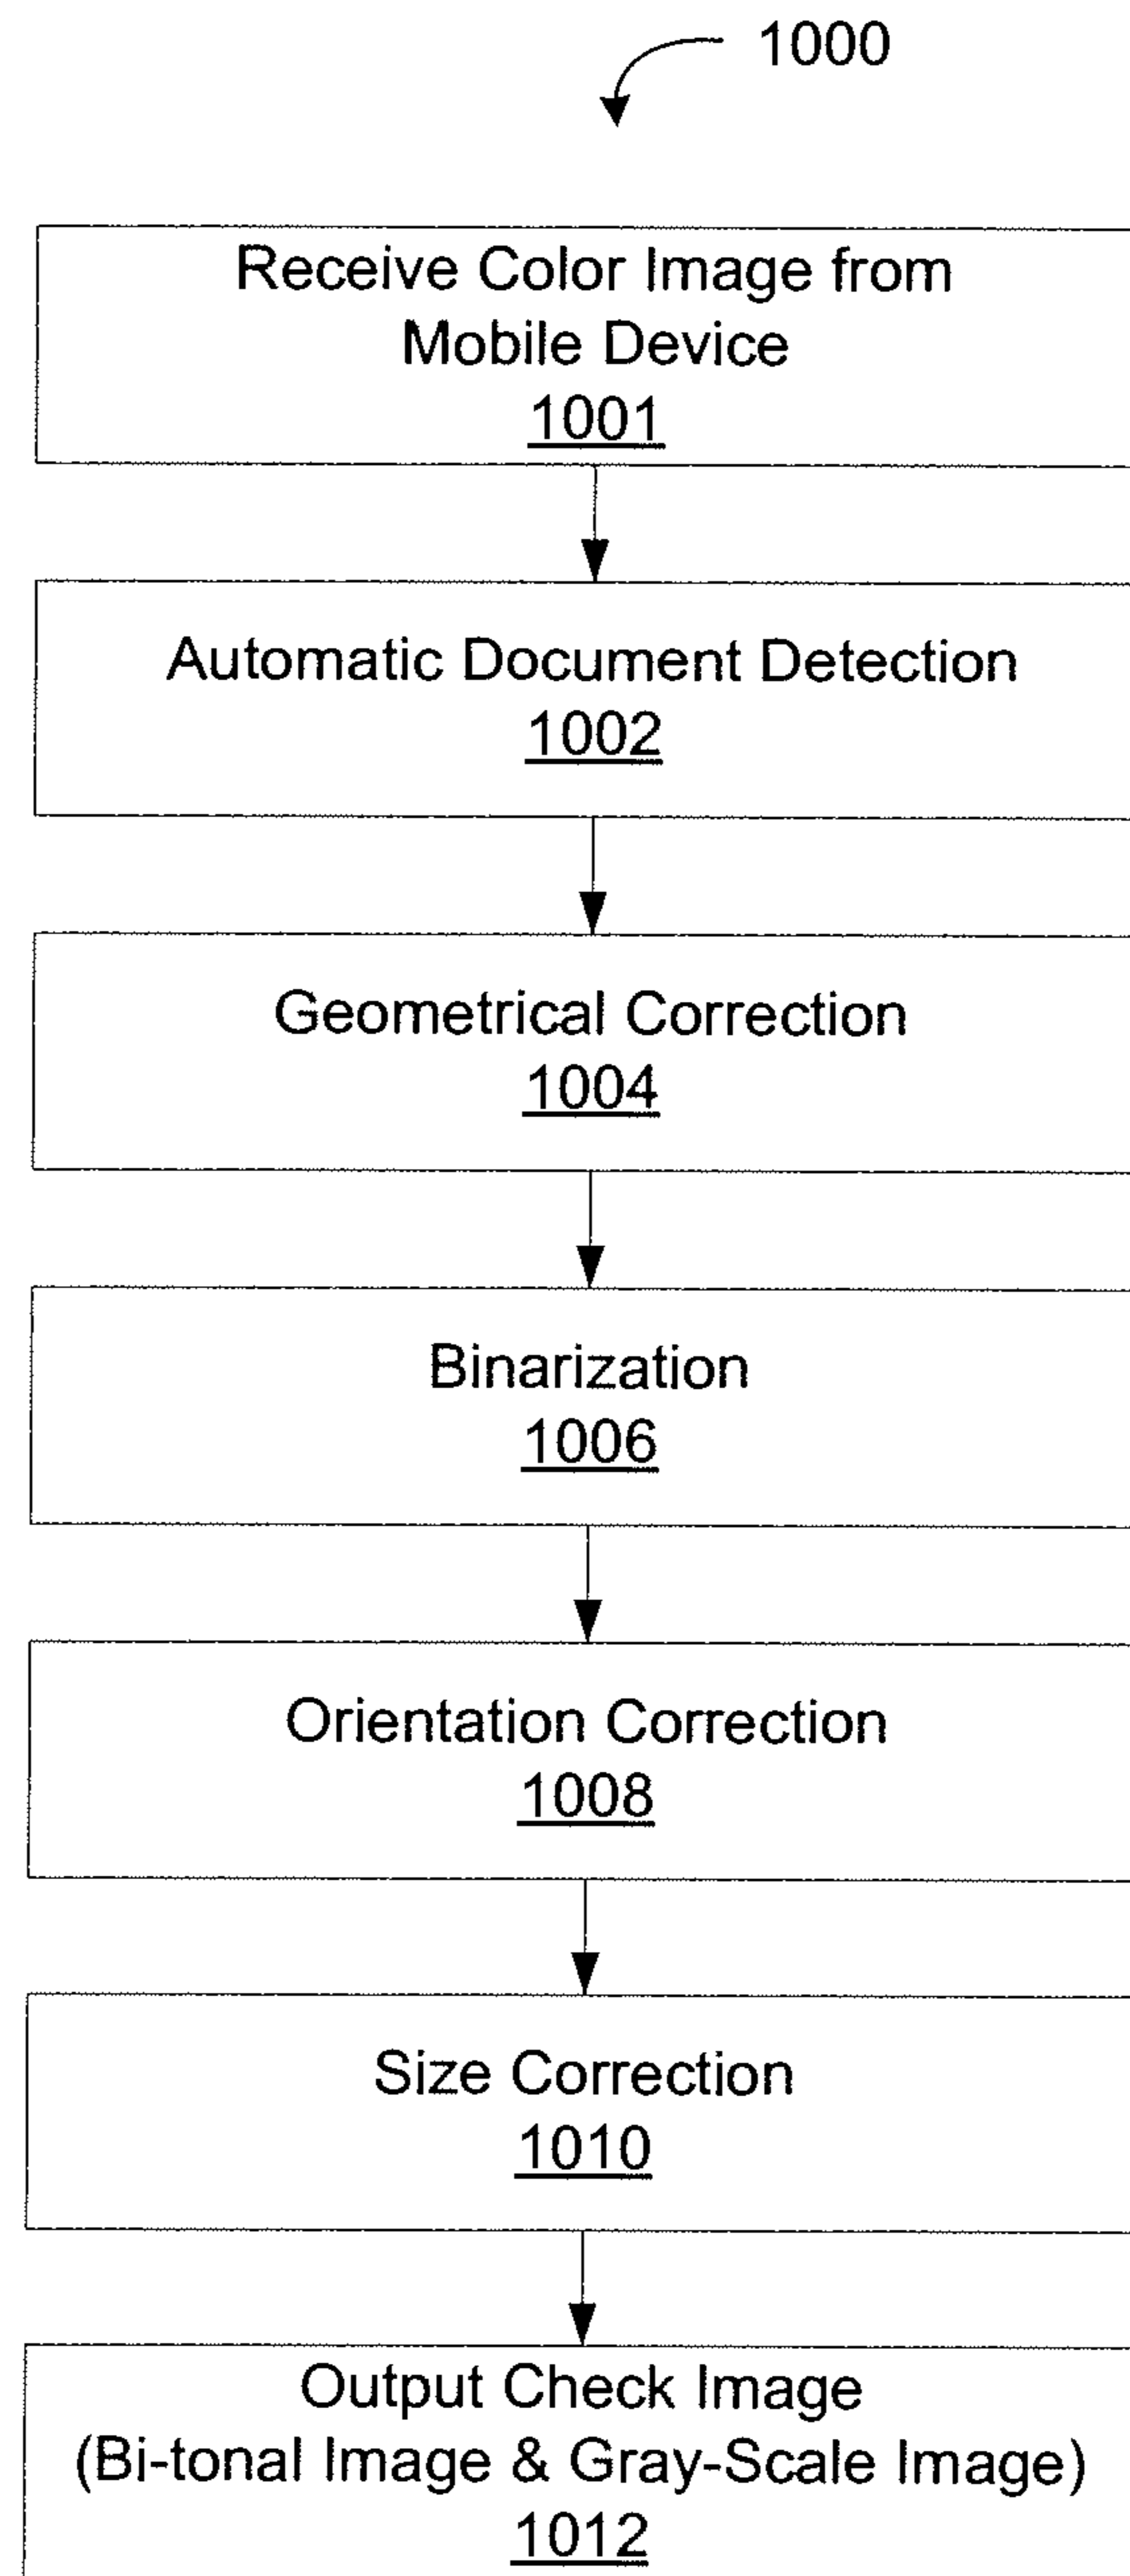 1000
Receive Color Image from
Mobile Device
1001
Automatic Document Detection
1002
Geometrical Correction
1004
Binarization
1006
Orientation Correction
1008
Size Correction
1010
Output Check Image
(Bi-tonal Image & Gray-Scale Image)
1012